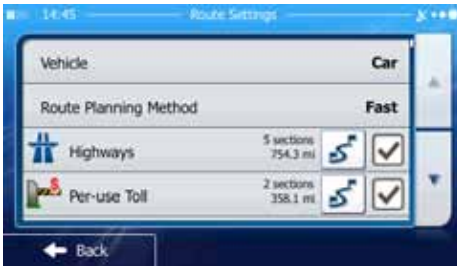 14:45 Route Settings
Vehicle Car
Route Planning Method Fast
Highways 5 sections 754.3 mi
Per-use Toll 2 sections 358.1 mi
Back